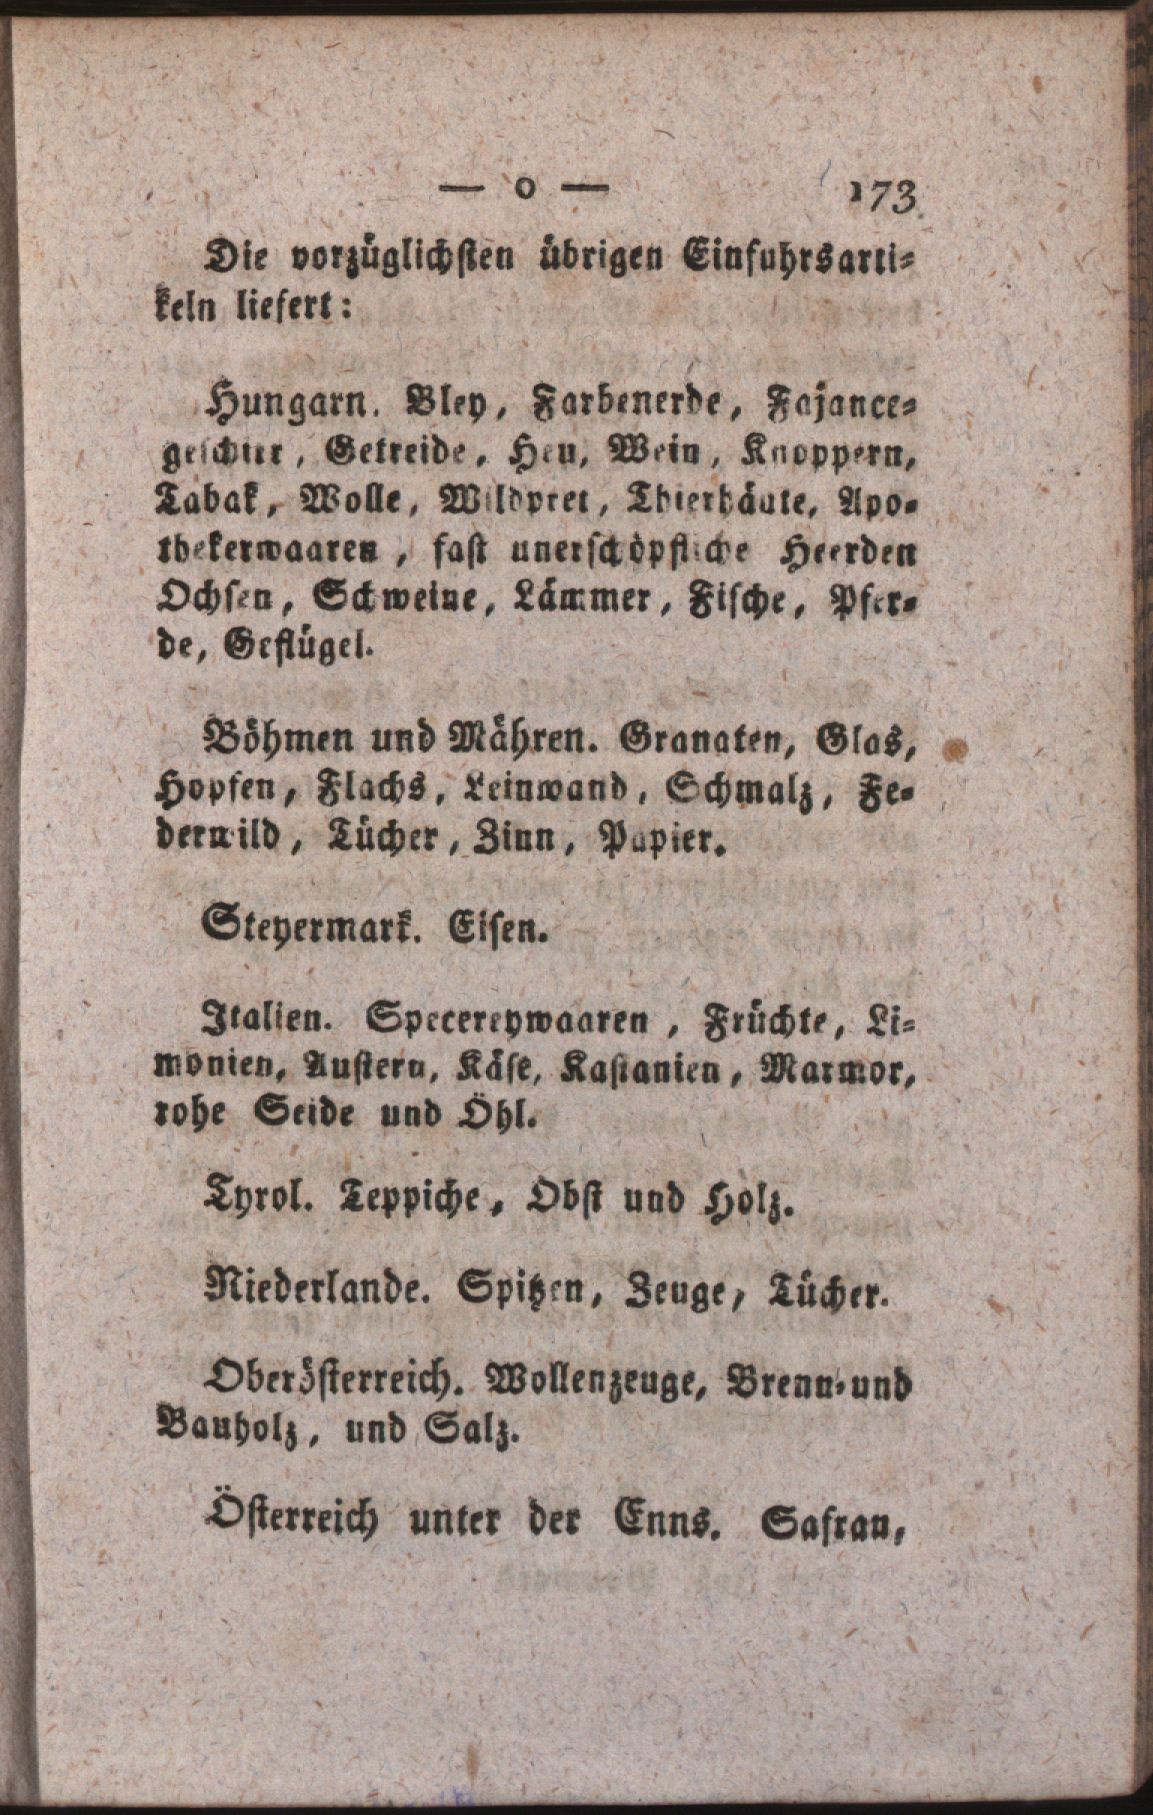 — o — 173
Die vorzüglichsten übrigen Einfuhrsarti-
keln liefert:
Hungarn. Bley, Farbenerde, Fajance-
geschirr, Getreide, Heu, Wein, Knoppern,
Tabak, Wolle, Wildpret, Thierhäute, Apo-
thekerwaaren, fast unerschöpfliche Heerden
Ochsen, Schweine, Lämmer, Fische, Pfer-
de, Geflügel.
Böhmen und Mähren. Granaten, Glas,
Hopfen, Flachs, Leinwand, Schmalz, Fe-
derwild, Tücher, Zinn, Papier.
Steyermark. Eisen.
Italien. Specereywaaren, Früchte, Li-
monien, Austern, Käse, Kastanien, Marmor,
rohe Seide und Öhl.
Tyrol. Teppiche, Obst und Holz.
Niederlande. Spitzen, Zeuge, Tücher.
Oberösterreich. Wollenzeuge, Brenn-und
Bauholz, und Salz.
Österreich unter der Enns. Safran,